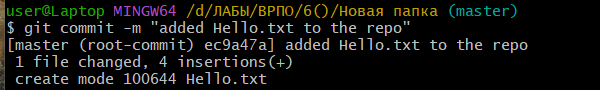 user@Laptop MINGW64 /d/ЛАБЫ/ВРПО/6()/Новая папка (master)
$ git commit -m "added Hello.txt to the repo"
[master (root-commit) ec9a47a] added Hello.txt to the repo
 1 file changed, 4 insertions(+)
 create mode 100644 Hello.txt